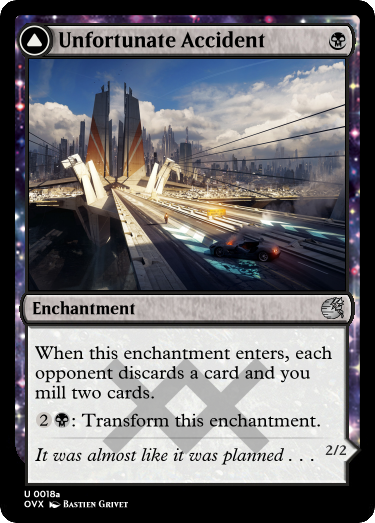 Unfortunate Accident
Enchantment
When this enchantment enters, each
opponent discards a card and you
mill two cards.
2 : Transform this enchantment.
It was almost like it was planned . . .
2/2
U 0018a
OVX Bastien Grivet